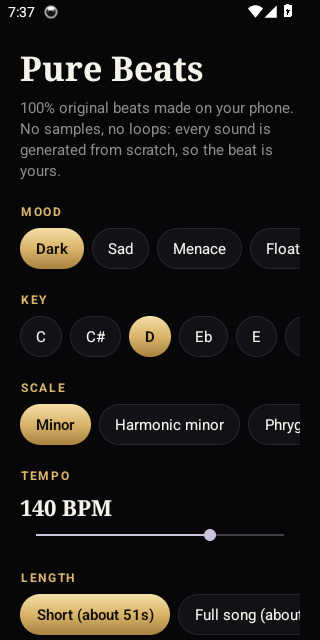 7:37
Pure Beats
100% original beats made on your phone.
No samples, no loops: every sound is
generated from scratch, so the beat is
yours.
MOOD
Dark Sad Menace Float
KEY
C C# D Eb E
SCALE
Minor Harmonic minor Phryg
TEMPO
140 BPM
LENGTH
Short (about 51s) Full song (about